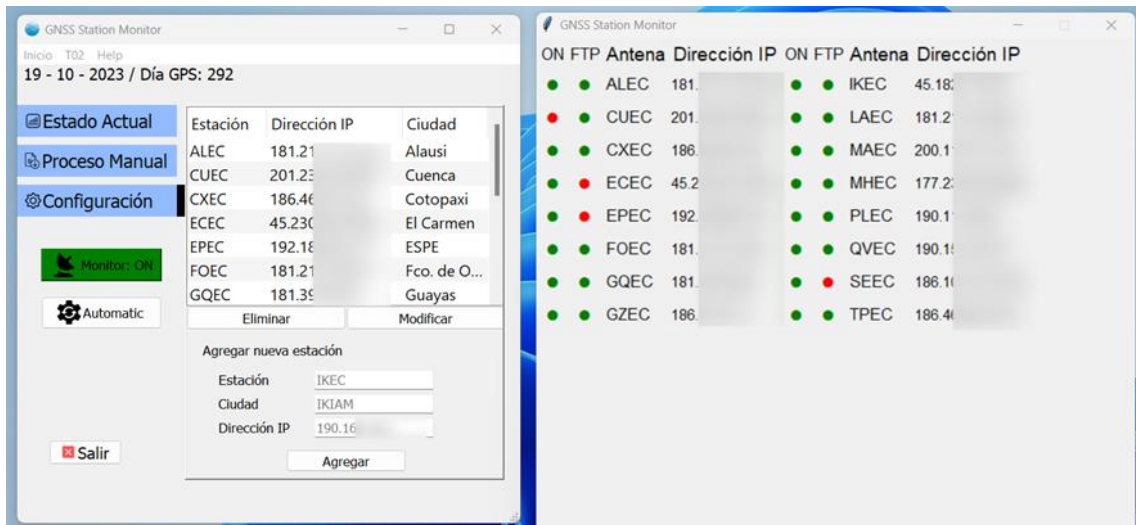 GNSS Station Monitor
Inicio T02 Help
19 - 10 - 2023 / Día GPS: 292
Estado Actual
Proceso Manual
Configuración
Monitor: ON
Automatic
Salir
Estación Dirección IP Ciudad
ALEC 181.21 Alausi
CUEC 201.23 Cuenca
CXEC 186.46 Cotopaxi
ECEC 45.230 El Carmen
EPEC 192.18 ESPE
FOEC 181.21 Fco. de O...
GQEC 181.39 Guayas
Eliminar Modificar
Agregar nueva estación
Estación IKEC
Ciudad IKIAM
Dirección IP 190.16
Agregar
GNSS Station Monitor
ON FTP Antena Dirección IP ON FTP Antena Dirección IP
ALEC 181. IKEC 45.182
CUEC 201. LAEC 181.2
CXEC 186. MAEC 200.1
ECEC 45.2 MHEC 177.2
EPEC 192. PLEC 190.1
FOEC 181. QVEC 190.1
GQEC 181. SEEC 186.1
GZEC 186. TPEC 186.4